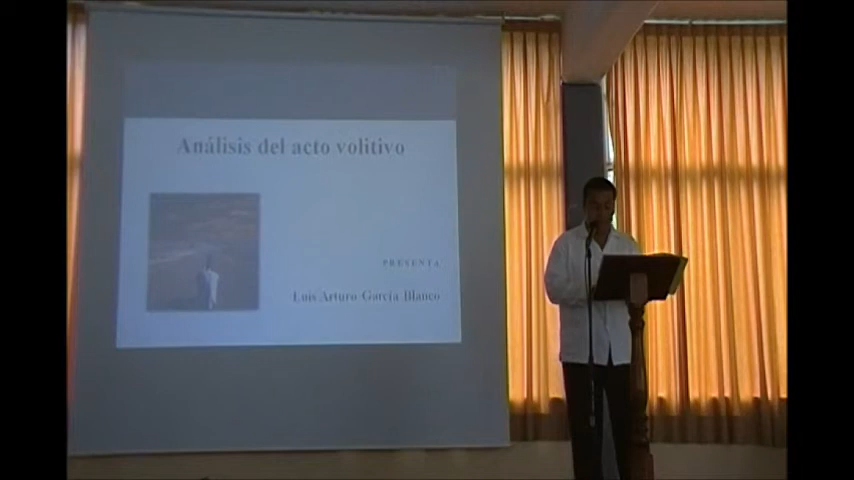 Análisis del acto volitivo
PRESENTA
Luis Arturo García Blanco